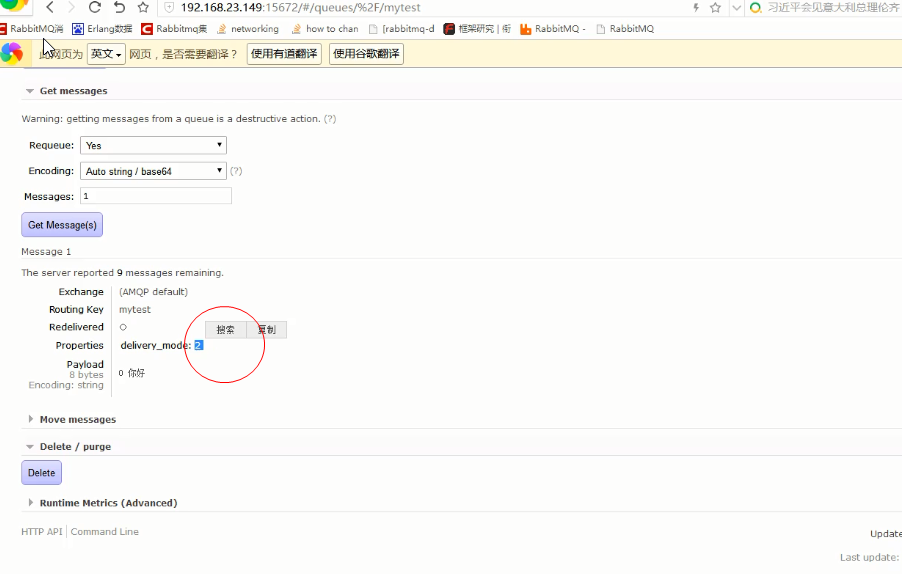 192.168.23.149:15672/#/queues/%2F/mytest 习近平会见意大利总理伦齐
RabbitMQ消 Erlang数据 Rabbitmq集 networking how to chan [rabbitmq-d 框架研究 | 衔 RabbitMQ - RabbitMQ
此网页为 英文 网页，是否需要翻译？ 使用有道翻译 使用谷歌翻译
Get messages
Warning: getting messages from a queue is a destructive action. (?)
Requeue: Yes
Encoding: Auto string / base64 (?)
Messages: 1
Get Message(s)
Message 1
The server reported 9 messages remaining.
Exchange (AMQP default)
Routing Key mytest
Redelivered ○
搜索 复制
Properties delivery_mode: 2
Payload
8 bytes
Encoding: string
0 你好
Move messages
Delete / purge
Delete
Runtime Metrics (Advanced)
HTTP API Command Line
Update
Last update: